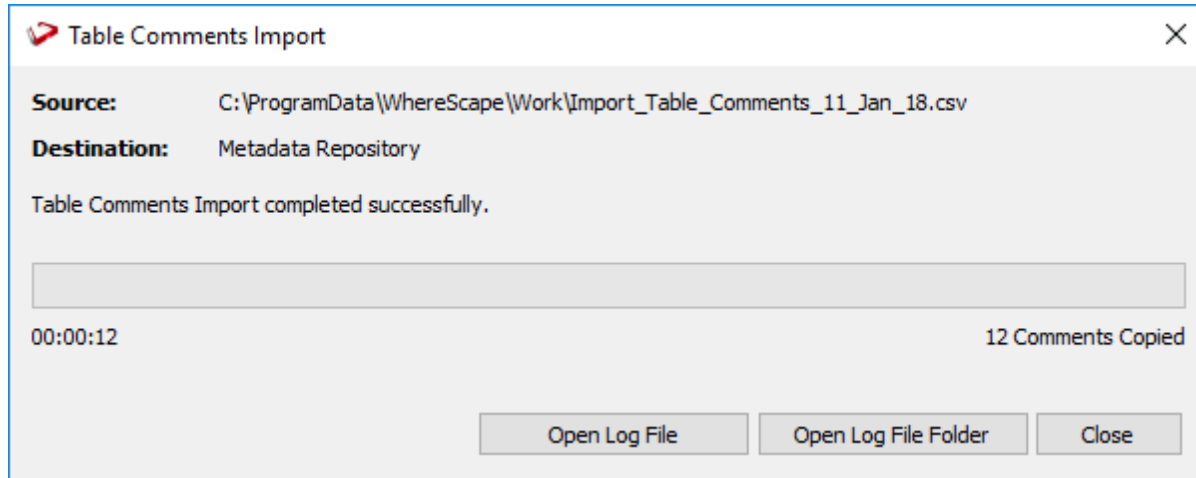 Table Comments Import
Source: C:\ProgramData\WhereScape\Work\Import_Table_Comments_11_Jan_18.csv
Destination: Metadata Repository
Table Comments Import completed successfully.
00:00:12 12 Comments Copied
Open Log File Open Log File Folder Close